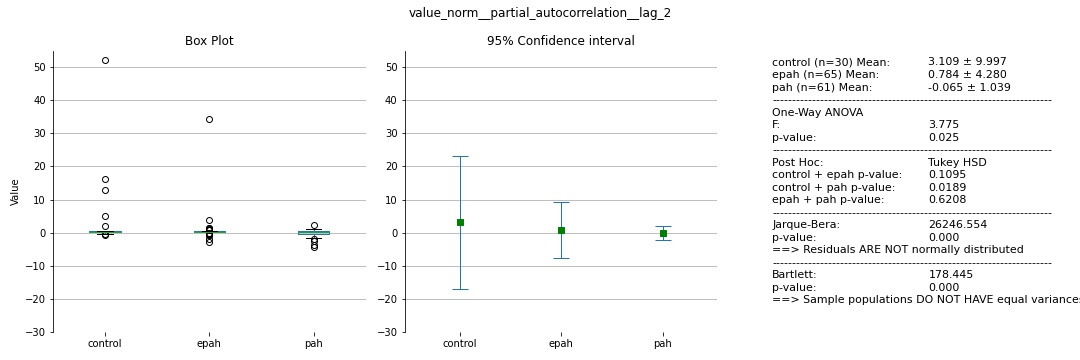 value_norm__partial_autocorrelation__lag_2
Box Plot
Value
50
40
30
20
10
0
−10
−20
−30
control
epah
pah
95% Confidence interval
50
40
30
20
10
0
−10
−20
−30
control
epah
pah
control (n=30) Mean: 3.109 ± 9.997
epah (n=65) Mean: 0.784 ± 4.280
pah (n=61) Mean: -0.065 ± 1.039
One-Way ANOVA
F: 3.775
p-value: 0.025
Post Hoc: Tukey HSD
control + epah p-value: 0.1095
control + pah p-value: 0.0189
epah + pah p-value: 0.6208
Jarque-Bera: 26246.554
p-value: 0.000
==> Residuals ARE NOT normally distributed
Bartlett: 178.445
p-value: 0.000
==> Sample populations DO NOT HAVE equal variance